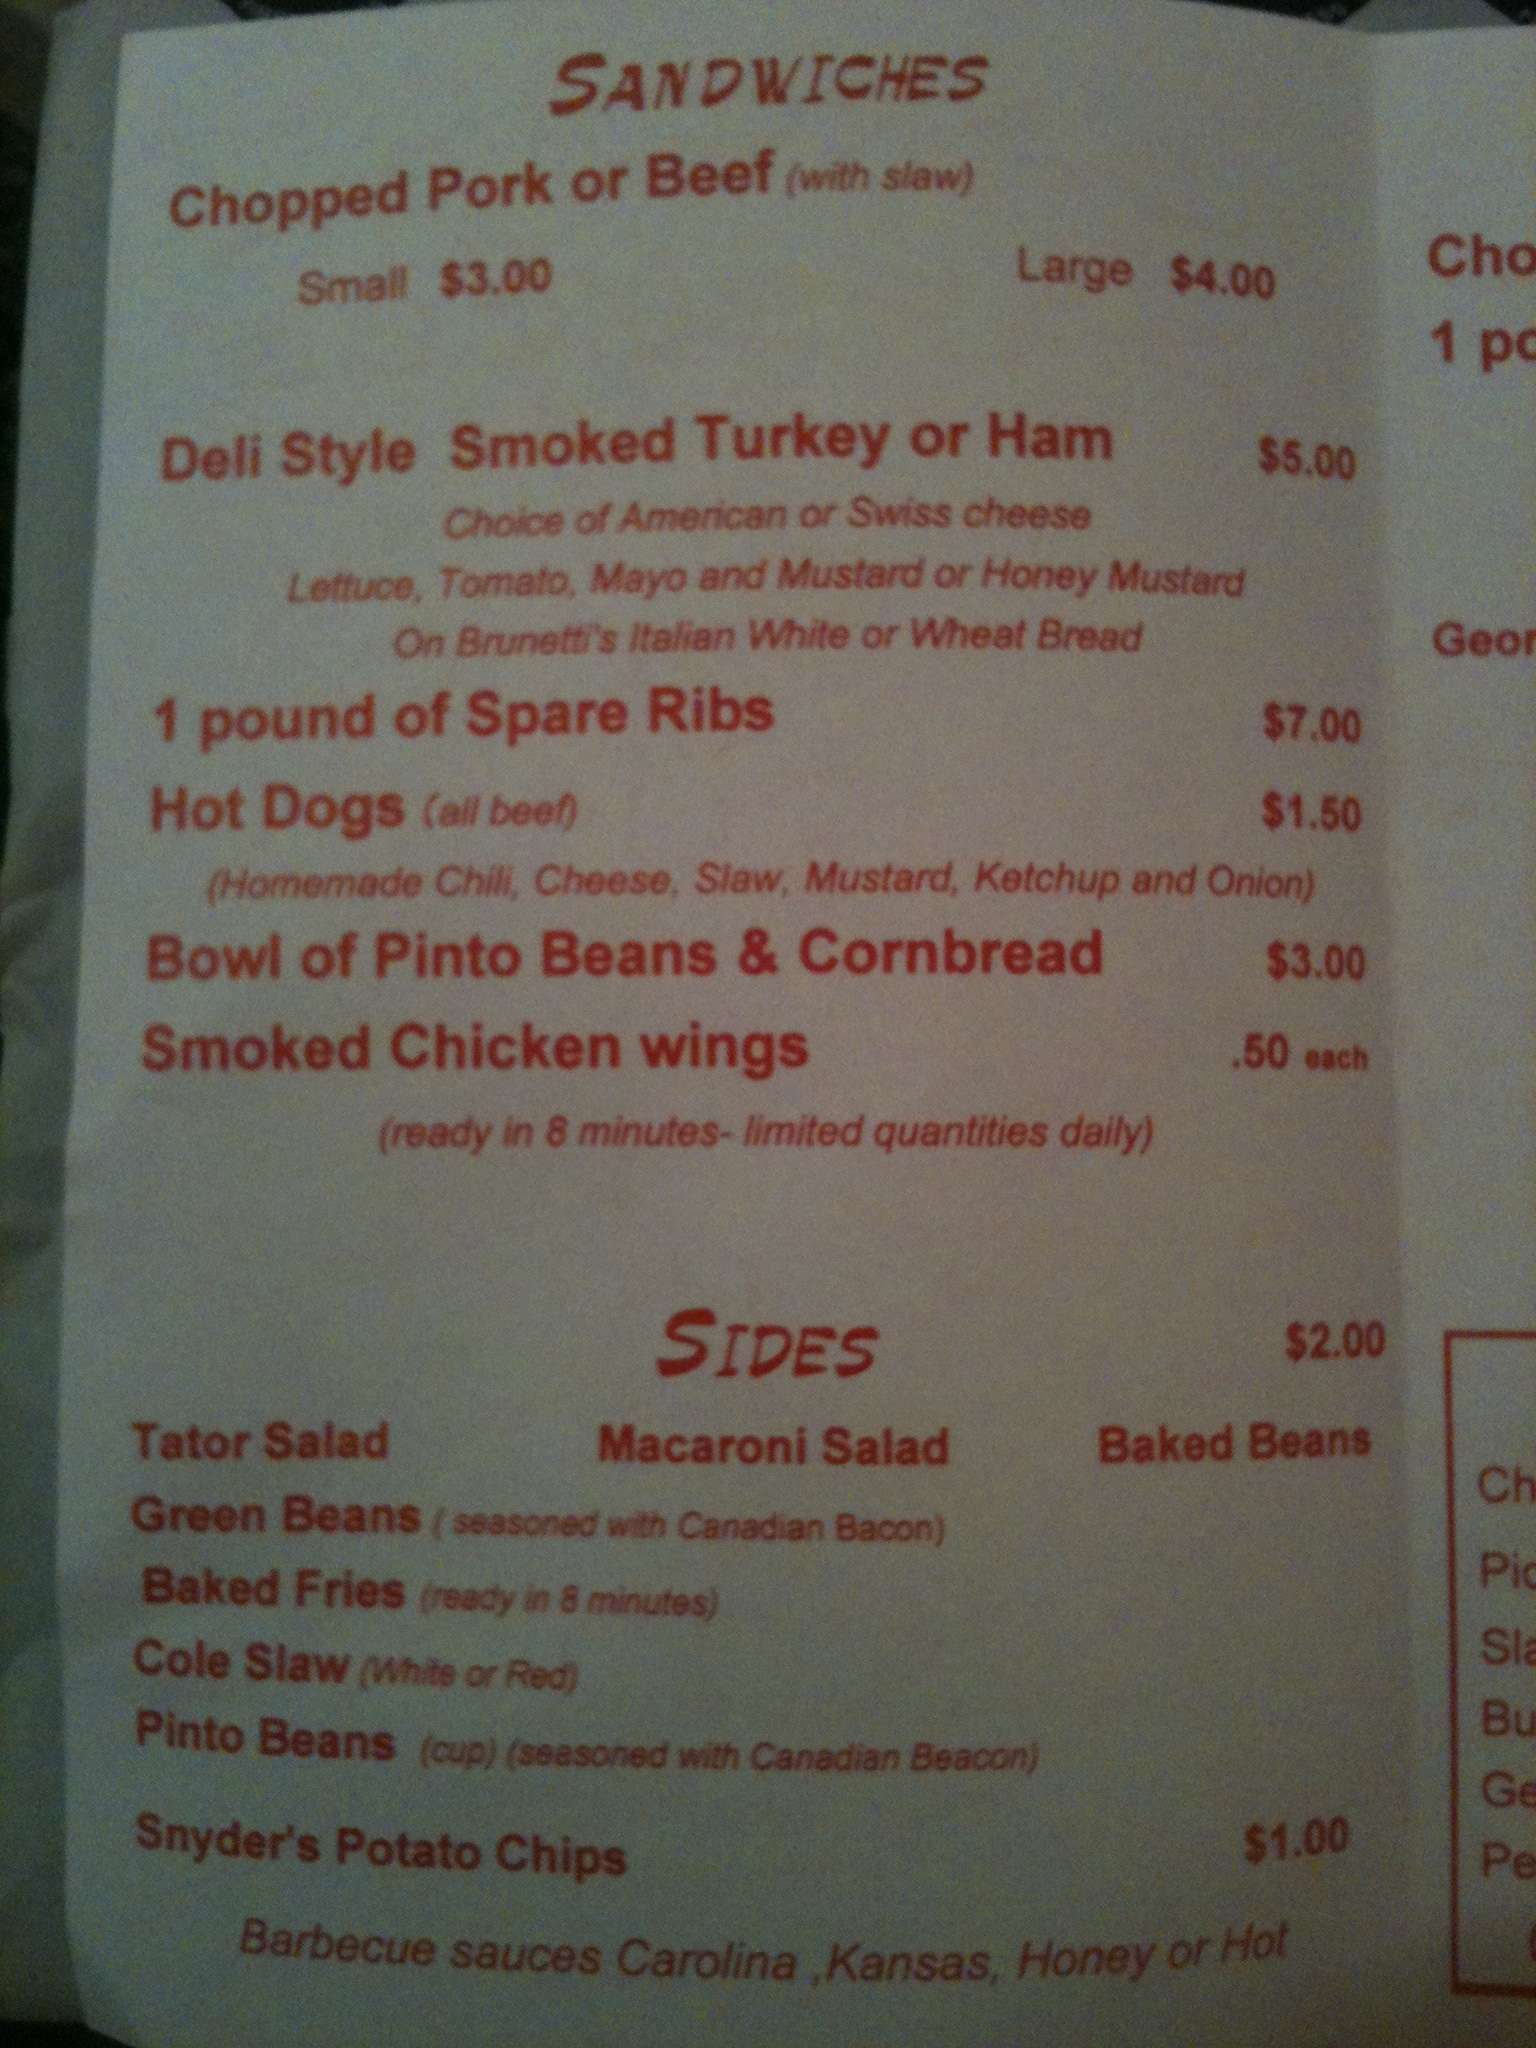 SANDWICHES
Chopped Pork or Beef (with slaw)
Small $3.00 Large $4.00
Deli Style Smoked Turkey or Ham $5.00
Choice of American or Swiss cheese
Lettuce, Tomato, Mayo and Mustard or Honey Mustard
On Brunetti's Italian White or Wheat Bread
1 pound of Spare Ribs $7.00
Hot Dogs (all beef) $1.50
(Homemade Chili, Cheese, Slaw, Mustard, Ketchup and Onion)
Bowl of Pinto Beans & Cornbread $3.00
Smoked Chicken wings .50 each
(ready in 8 minutes- limited quantities daily)
SIDES $2.00
Tator Salad Macaroni Salad Baked Beans
Green Beans ( seasoned with Canadian Bacon)
Baked Fries (ready in 8 minutes)
Cole Slaw (White or Red)
Pinto Beans (cup) (seasoned with Canadian Beacon)
Snyder's Potato Chips $1.00
Barbecue sauces Carolina ,Kansas, Honey or Hot
Cho
1 po
Geor
Ch
Pic
Sla
Bu
Ge
Pe